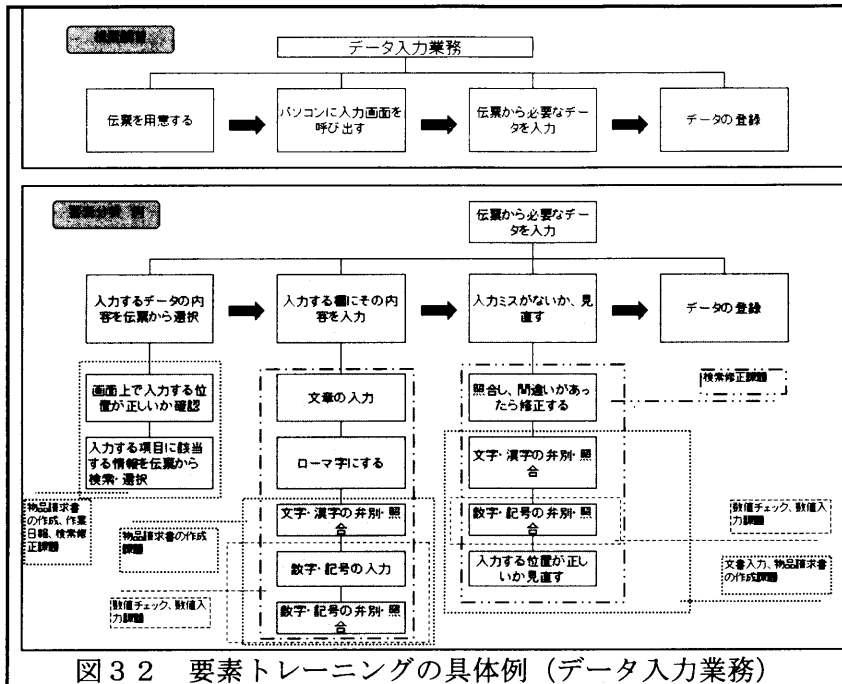 データ入力業務
伝票を用意する
パソコンに入力画面を
呼び出す
伝票から必要なデー
タを入力
データの登録
伝票から必要なデー
タを入力
入力するデータの内
容を伝票から選択
入力する欄にその内
容を入力
入力ミスがないか、見
直す
データの登録
画面上で入力する位
置が正しいか確認
入力する項目に該当
する情報を伝票から
検索・選択
物品請求書
の作成、作業
日報、検索修
正課題
文章の入力
ローマ字にする
文字・漢字の弁別・照
合
数字・記号の入力
数字・記号の弁別・照
合
物品請求書の作成
課題
数値チェック、数値入
力課題
照合し、間違いがあっ
たら修正する
文字・漢字の弁別・照
合
数字・記号の弁別・照
合
入力する位置が正し
いか見直す
検索修正課題
数値チェック、数値入
力課題
文書入力、物品請求書
の作成課題
図32 要素トレーニングの具体例（データ入力業務）